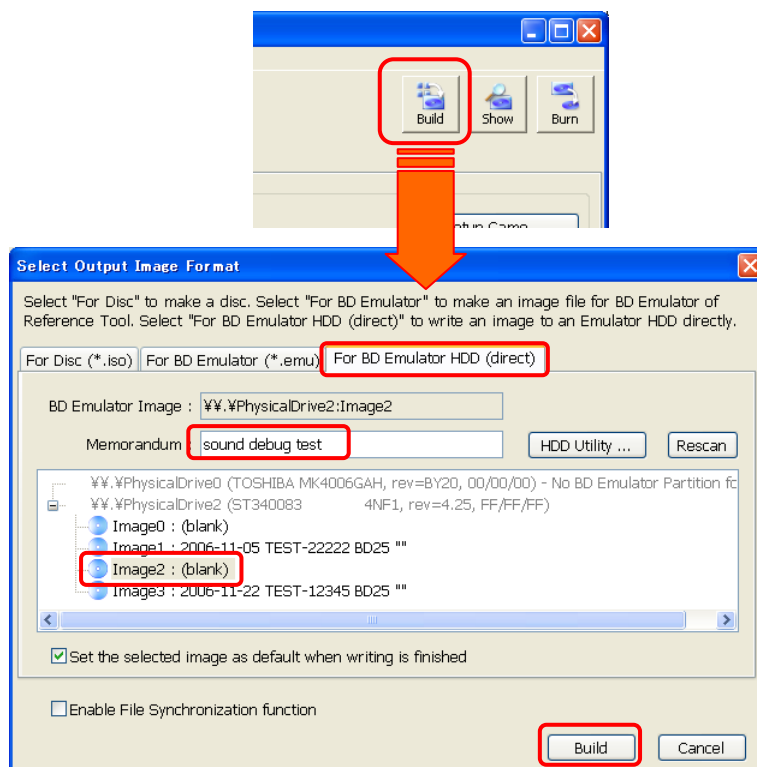 Build Show Burn
Select Output Image Format
Select "For Disc" to make a disc. Select "For BD Emulator" to make an image file for BD Emulator of
Reference Tool. Select "For BD Emulator HDD (direct)" to write an image to an Emulator HDD directly.
For Disc (*.iso) For BD Emulator (*.emu) For BD Emulator HDD (direct)
BD Emulator Image : ¥¥.¥PhysicalDrive2:Image2
Memorandum : sound debug test HDD Utility ... Rescan
¥¥.¥PhysicalDrive0 (TOSHIBA MK4006GAH, rev=BY20, 00/00/00) - No BD Emulator Partition fo
¥¥.¥PhysicalDrive2 (ST340083 4NF1, rev=4.25, FF/FF/FF)
Image0 : (blank)
Image1 : 2006-11-05 TEST-22222 BD25 ""
Image2 : (blank)
Image3 : 2006-11-22 TEST-12345 BD25 ""
Set the selected image as default when writing is finished
Enable File Synchronization function
Build Cancel